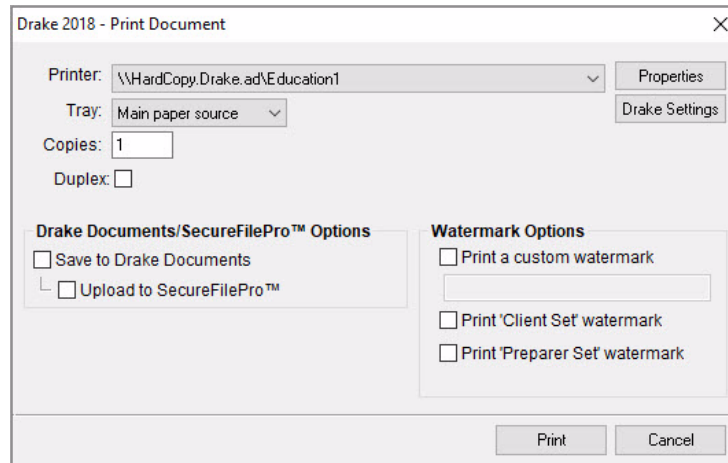 Drake 2018 - Print Document
Printer: \\HardCopy.Drake.ad\Education1 Properties
Tray: Main paper source Drake Settings
Copies: 1
Duplex:
Drake Documents/SecureFilePro™ Options
Save to Drake Documents
Upload to SecureFilePro™
Watermark Options
Print a custom watermark
Print 'Client Set' watermark
Print 'Preparer Set' watermark
Print Cancel